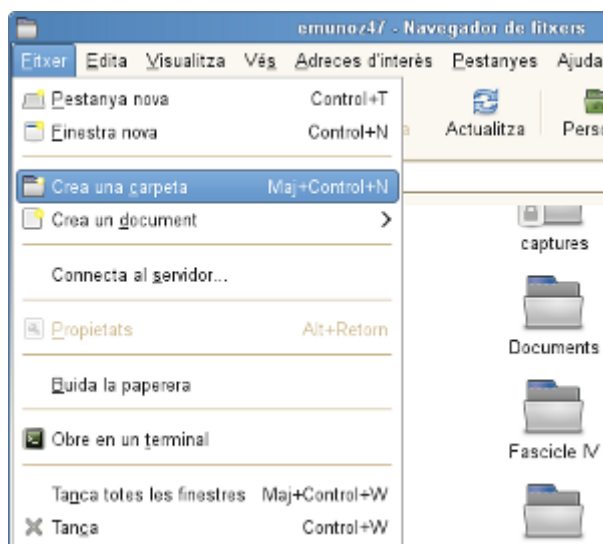 emunoz47 - Navegador de fitxers
Fitxer Edita Visualitza Vés Adreces d'interès Pestanyes Ajuda
Pestanya nova Control+T
Finestra nova Control+N
Actualitza
Crea una carpeta Maj+Control+N
Crea un document
captures
Connecta al servidor...
Propietats Alt+Retorn
Documents
Buida la paperera
Obre en un terminal
Fascicle IV
Tanca totes les finestres Maj+Control+W
Tanca Control+W